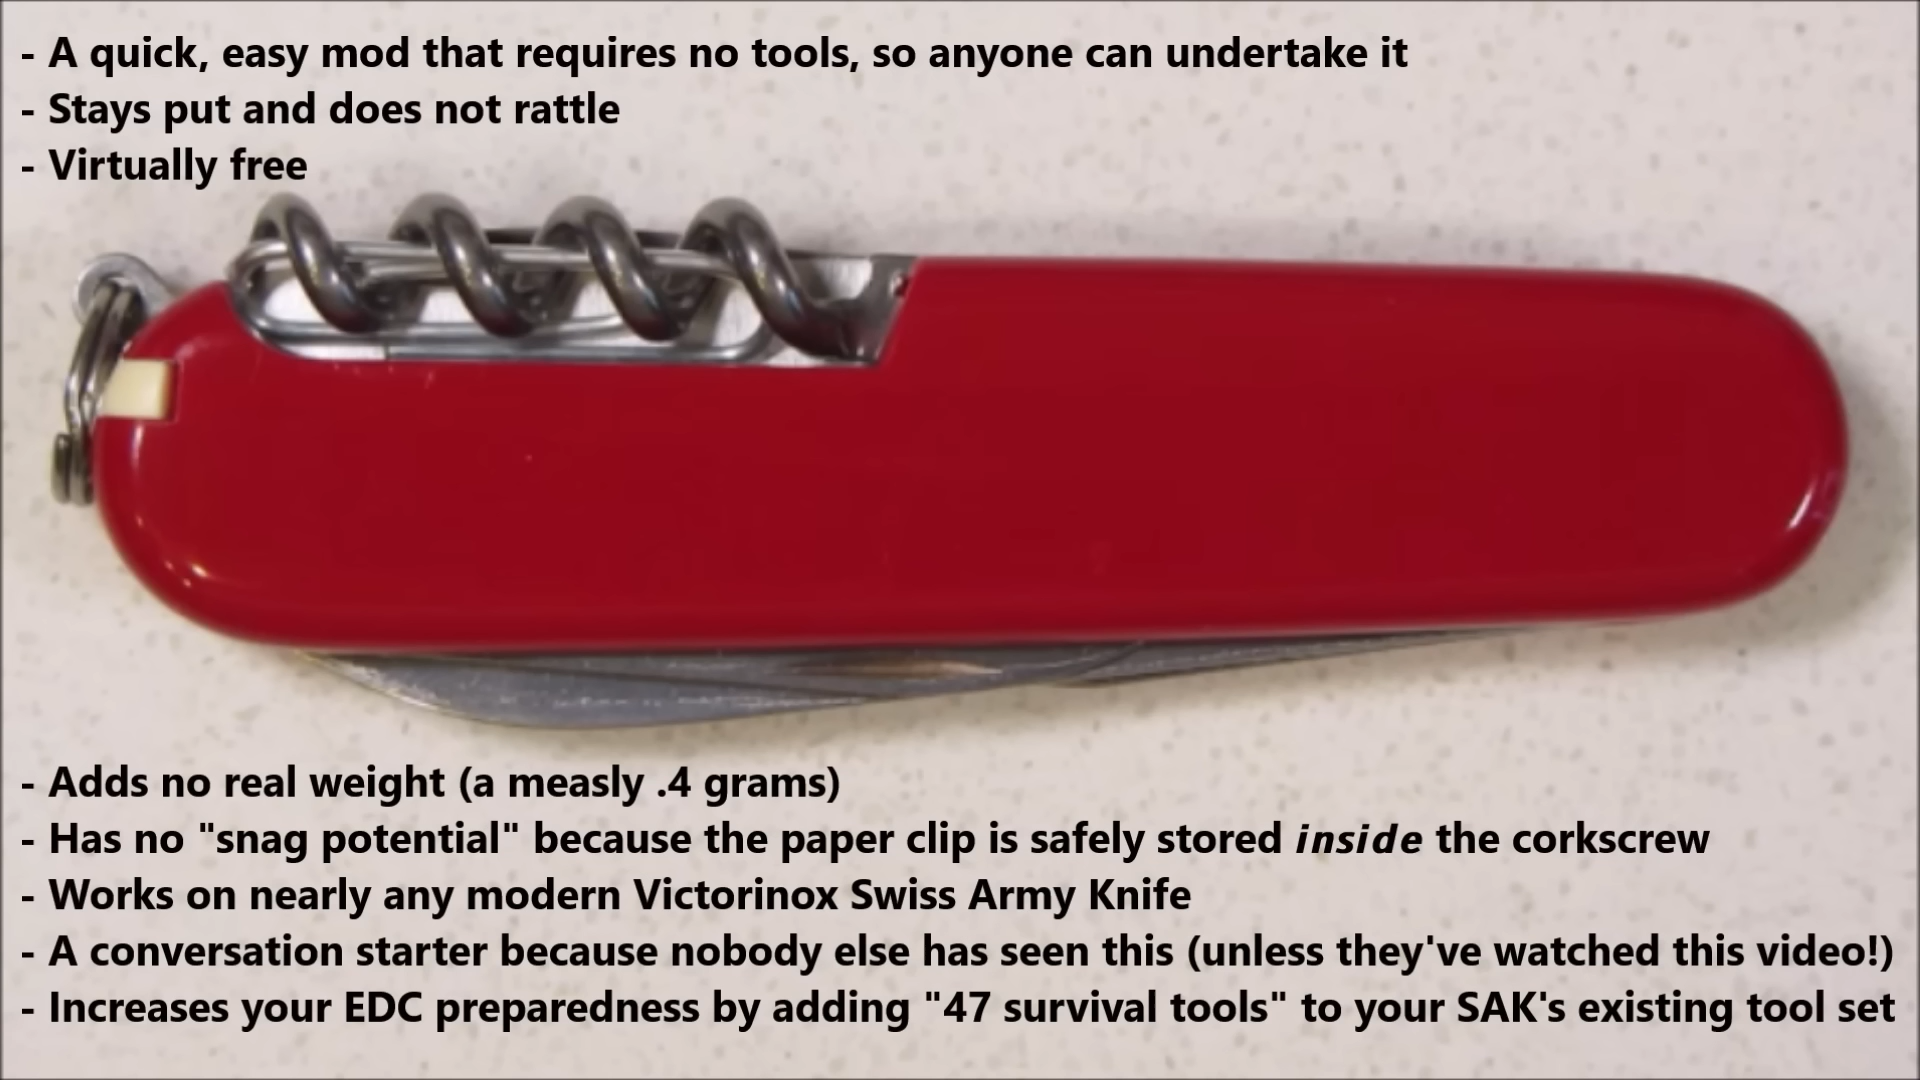 - A quick, easy mod that requires no tools, so anyone can undertake it
- Stays put and does not rattle
- Virtually free
- Adds no real weight (a measly .4 grams)
- Has no "snag potential" because the paper clip is safely stored inside the corkscrew
- Works on nearly any modern Victorinox Swiss Army Knife
- A conversation starter because nobody else has seen this (unless they've watched this video!)
- Increases your EDC preparedness by adding "47 survival tools" to your SAK's existing tool set